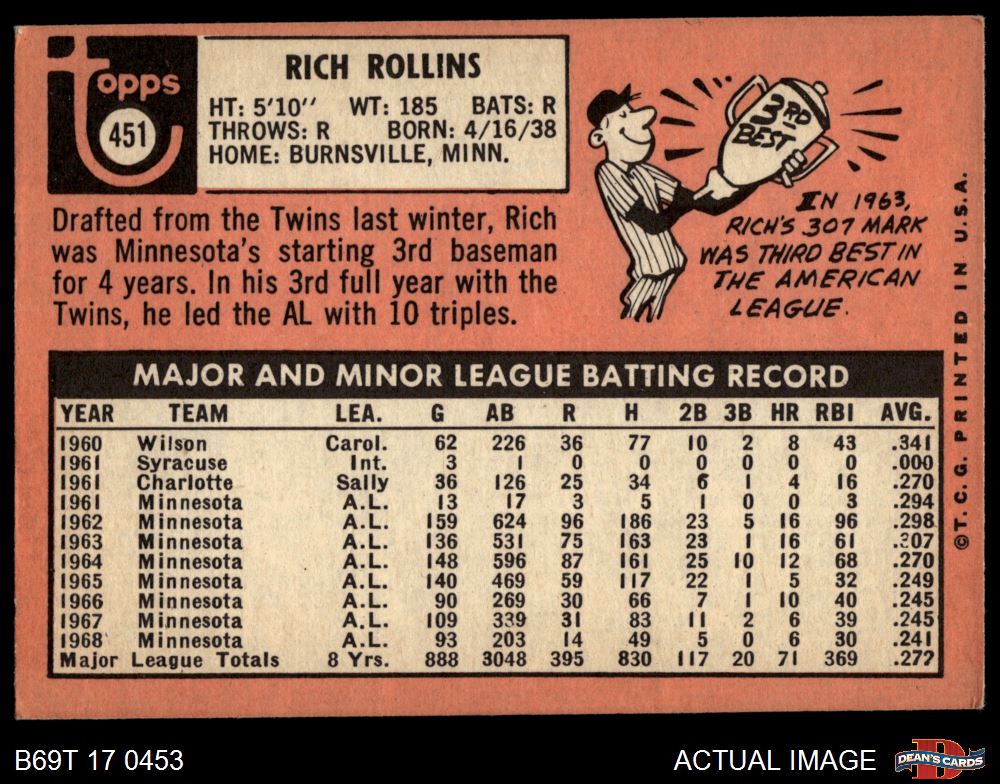 Topps
451
RICH ROLLINS
HT: 5'10'' WT: 185 BATS: R
THROWS: R BORN: 4/16/38
HOME: BURNSVILLE, MINN.
Drafted from the Twins last winter, Rich
was Minnesota's starting 3rd baseman
for 4 years. In his 3rd full year with the
Twins, he led the AL with 10 triples.
3RD
BEST
IN 1963,
RICH'S .307 MARK
WAS THIRD BEST IN
THE AMERICAN
LEAGUE.
©T. C. G. PRINTED IN U.S.A.
MAJOR AND MINOR LEAGUE BATTING RECORD
YEAR TEAM LEA. G AB R H 2B 3B HR RBI AVG.
1960 Wilson Carol. 62 226 36 77 10 2 8 43 .341
1961 Syracuse Int. 3 1 0 0 0 0 0 0 .000
1961 Charlotte Sally 36 126 25 34 6 1 4 16 .270
1961 Minnesota A.L. 13 17 3 5 1 0 0 3 .294
1962 Minnesota A.L. 159 624 96 186 23 5 16 96 .298
1963 Minnesota A.L. 136 531 75 163 23 1 16 61 .307
1964 Minnesota A.L. 148 596 87 161 25 10 12 68 .270
1965 Minnesota A.L. 140 469 59 117 22 1 5 32 .249
1966 Minnesota A.L. 90 269 30 66 7 1 10 40 .245
1967 Minnesota A.L. 109 339 31 83 11 2 6 39 .245
1968 Minnesota A.L. 93 203 14 49 5 0 6 30 .241
Major League Totals 8 Yrs. 888 3048 395 830 117 20 71 369 .272
B69T 17 0453
ACTUAL IMAGE
DEAN'S CARDS